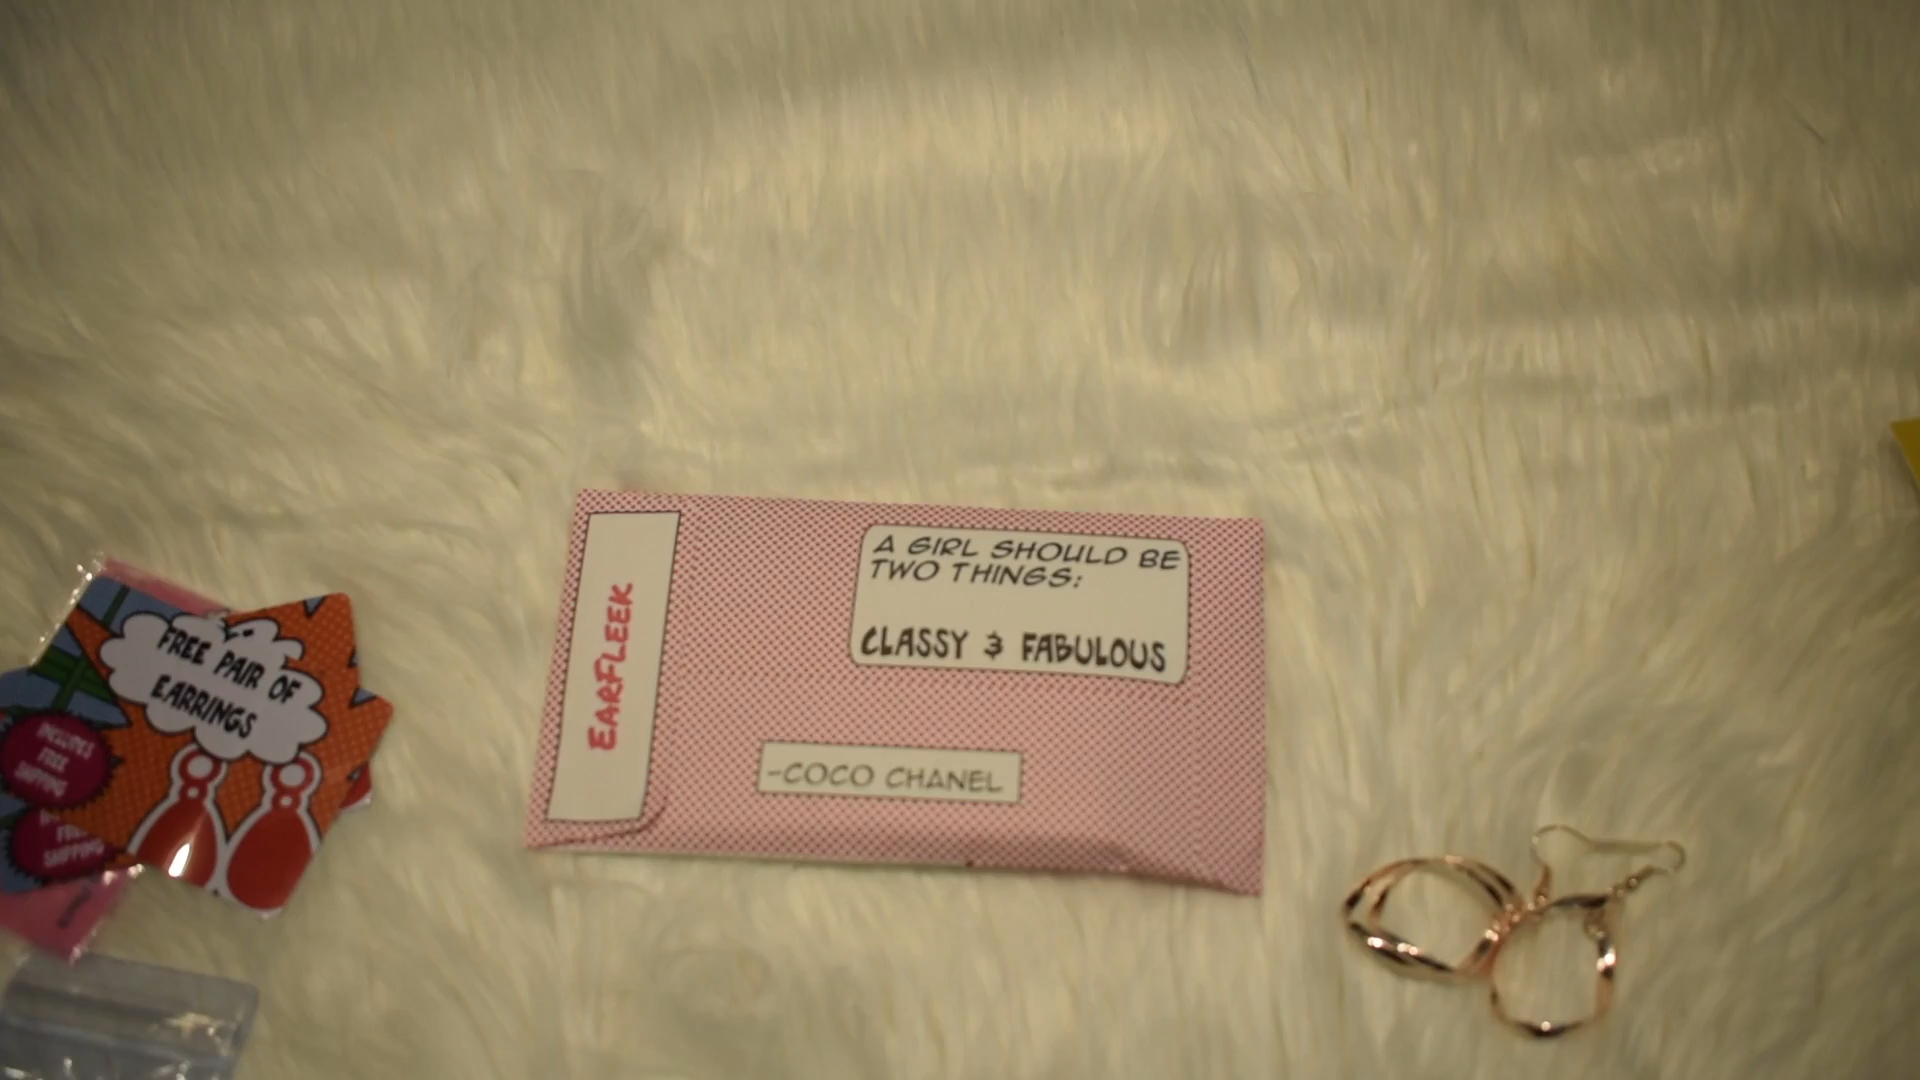 FREE PAIR OF
EARRINGS
INCLUDES
FREE
SHIPPING
FREE
SHIPPING
EARFLEEK
A GIRL SHOULD BE
TWO THINGS:
CLASSY & FABULOUS
-COCO CHANEL